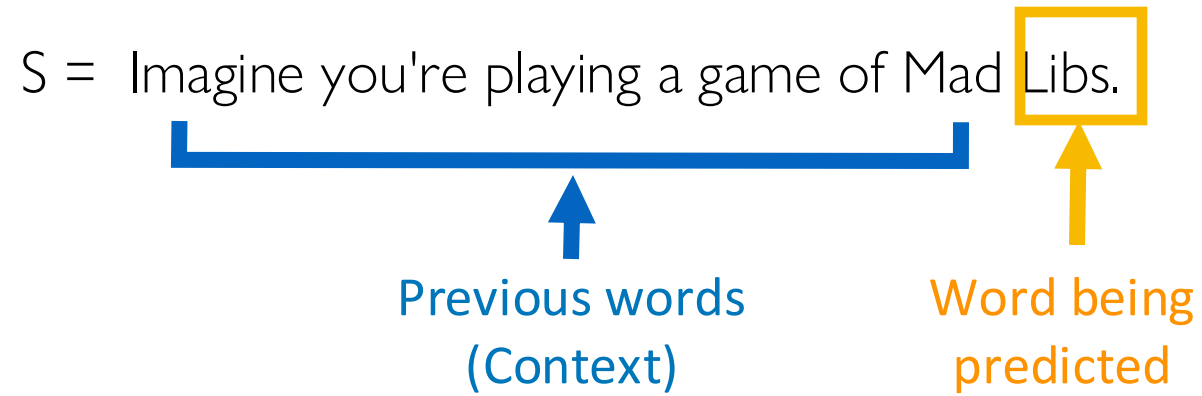 S = Imagine you're playing a game of Mad Libs.
Previous words
(Context)
Word being
predicted